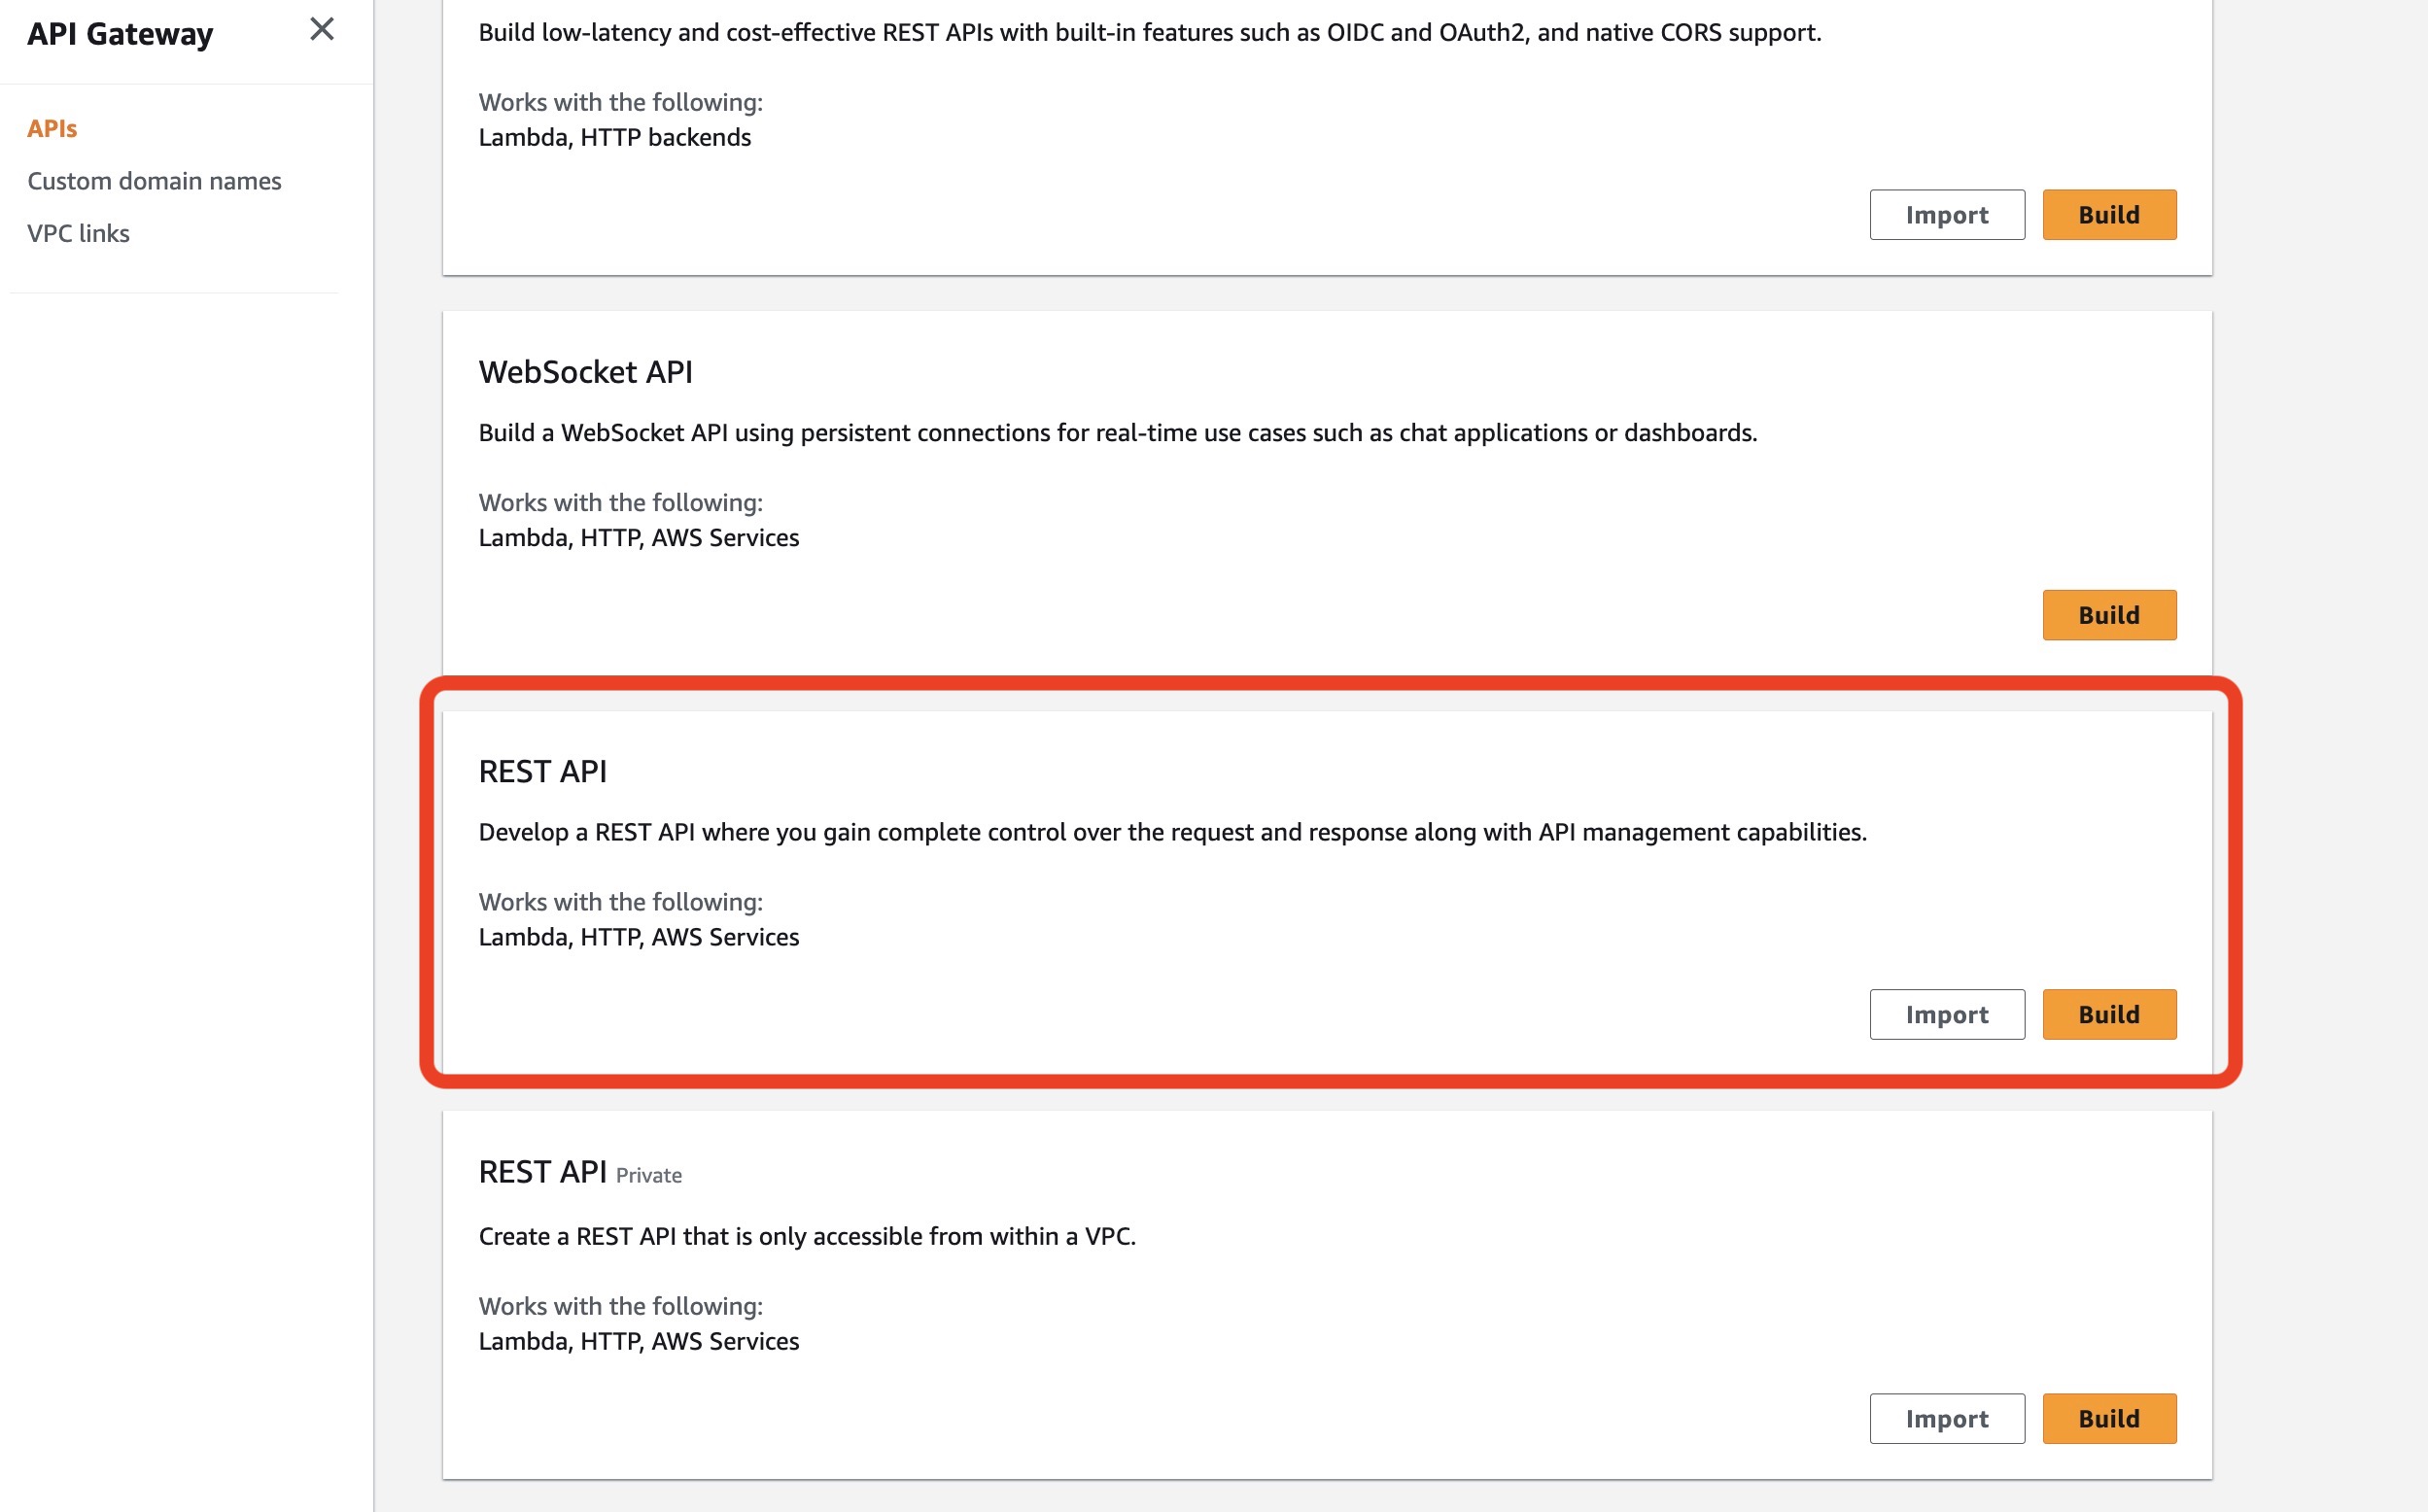 API Gateway
APIs
Custom domain names
VPC links
Build low-latency and cost-effective REST APIs with built-in features such as OIDC and OAuth2, and native CORS support.
Works with the following:
Lambda, HTTP backends
Import
Build
WebSocket API
Build a WebSocket API using persistent connections for real-time use cases such as chat applications or dashboards.
Works with the following:
Lambda, HTTP, AWS Services
Build
REST API
Develop a REST API where you gain complete control over the request and response along with API management capabilities.
Works with the following:
Lambda, HTTP, AWS Services
Import
Build
REST API Private
Create a REST API that is only accessible from within a VPC.
Works with the following:
Lambda, HTTP, AWS Services
Import
Build